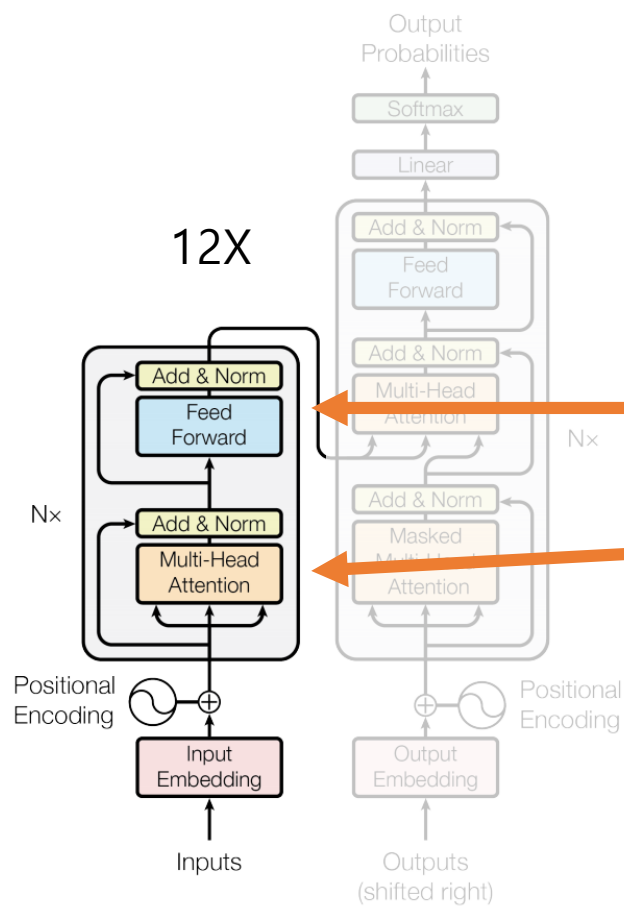 Output
Probabilities
Softmax
Linear
Add & Norm
Feed
Forward
Add & Norm
Multi-Head
Attention
N×
Add & Norm
Masked
Multi-Head
Attention
Positional
Encoding
Output
Embedding
Outputs
(shifted right)
12X
Add & Norm
Feed
Forward
N×
Add & Norm
Multi-Head
Attention
Positional
Encoding
Input
Embedding
Inputs